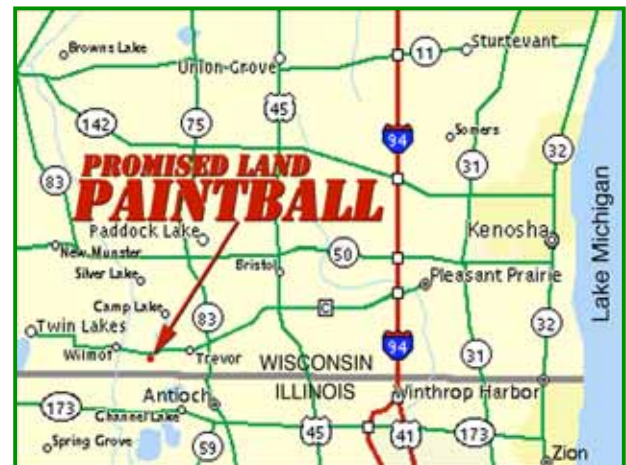 Browns Lake
Union Grove
11
Sturtevant
45
142
75
94
Somers
31
32
83
PROMISED LAND
PAINTBALL
Paddock Lake
Kenosha
New Munster
50
Silver Lake
Bristol
Pleasant Prairie
Lake Michigan
Camp Lake
C
83
32
Twin Lakes
Wilmot
Trevor
94
31
WISCONSIN
ILLINOIS
Antioch
Winthrop Harbor
173
Channel Lake
45
41
173
Spring Grove
59
Zion